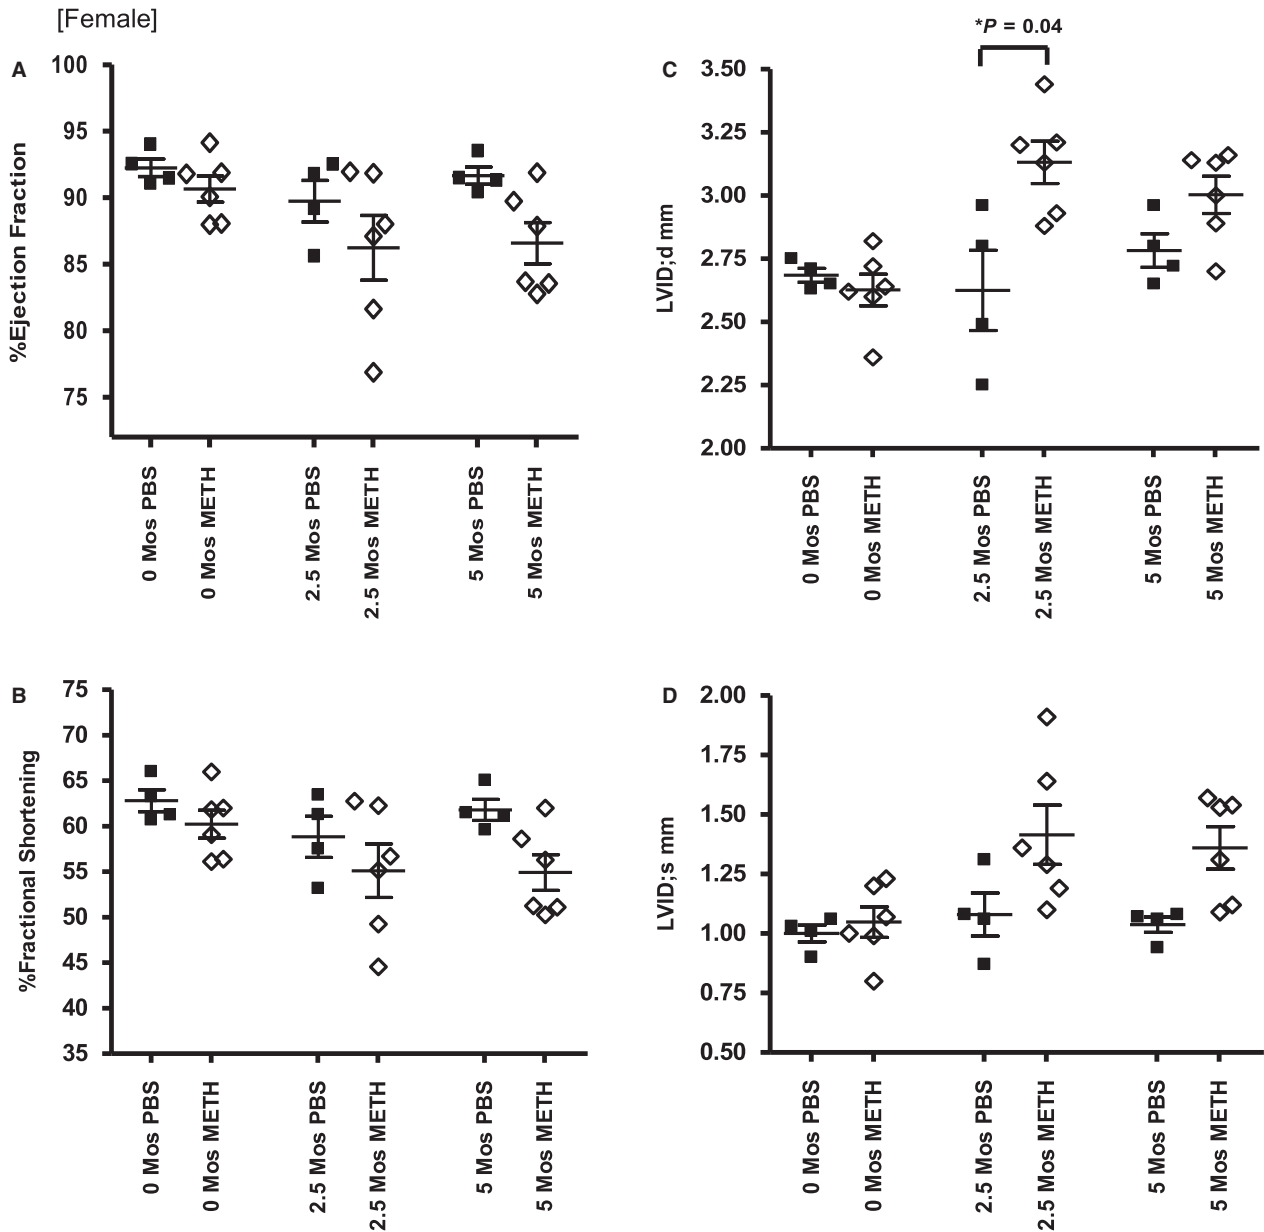 [Female]
A
%Ejection Fraction
100
95
90
85
80
75
0 Mos PBS
0 Mos METH
2.5 Mos PBS
2.5 Mos METH
5 Mos PBS
5 Mos METH
C
*P = 0.04
LVID;d mm
3.50
3.25
3.00
2.75
2.50
2.25
2.00
0 Mos PBS
0 Mos METH
2.5 Mos PBS
2.5 Mos METH
5 Mos PBS
5 Mos METH
B
%Fractional Shortening
75
70
65
60
55
50
45
40
35
0 Mos PBS
0 Mos METH
2.5 Mos PBS
2.5 Mos METH
5 Mos PBS
5 Mos METH
D
LVID;s mm
2.00
1.75
1.50
1.25
1.00
0.75
0.50
0 Mos PBS
0 Mos METH
2.5 Mos PBS
2.5 Mos METH
5 Mos PBS
5 Mos METH